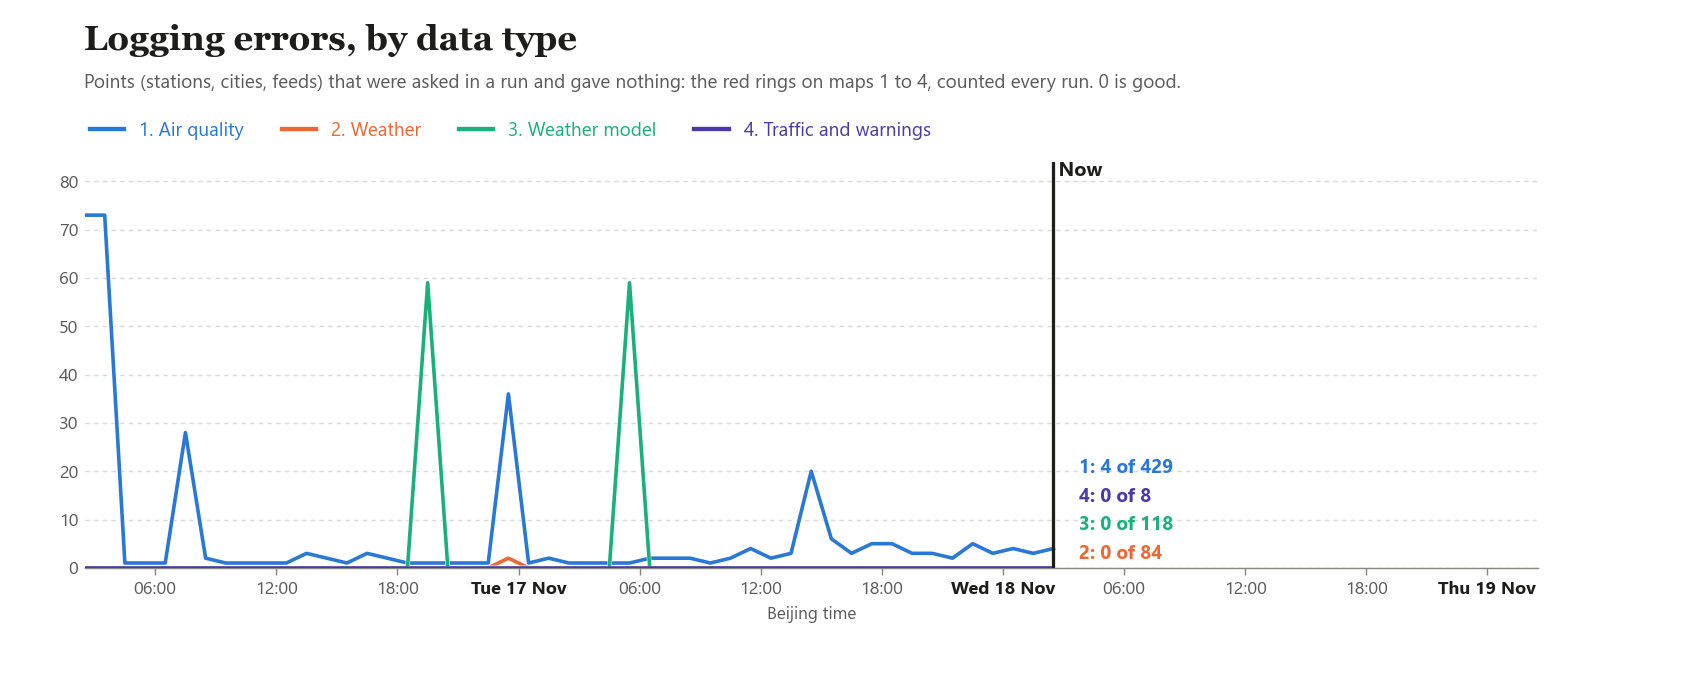 Logging errors, by data type
Points (stations, cities, feeds) that were asked in a run and gave nothing: the red rings on maps 1 to 4, counted every run. 0 is good.
1. Air quality 2. Weather 3. Weather model 4. Traffic and warnings
Now
80
70
60
50
40
30
20
10
0
1: 4 of 429
4: 0 of 8
3: 0 of 118
2: 0 of 84
06:00 12:00 18:00 Tue 17 Nov 06:00 12:00 18:00 Wed 18 Nov 06:00 12:00 18:00 Thu 19 Nov
Beijing time